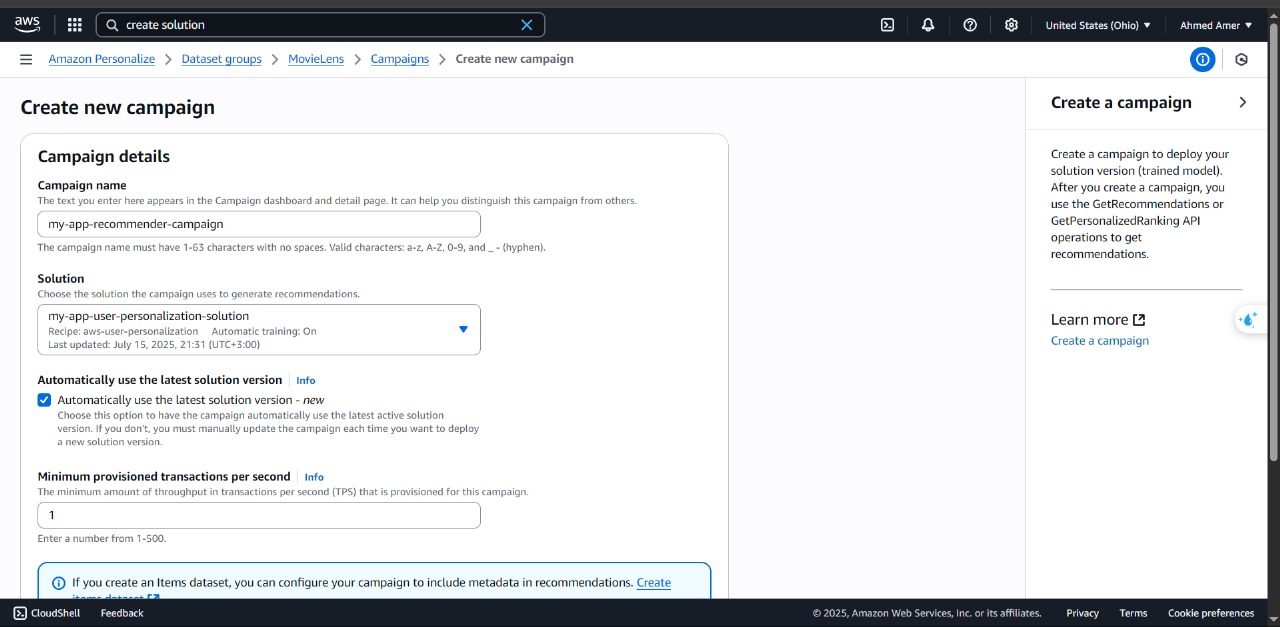 aws
create solution
United States (Ohio)
Ahmed Amer
Amazon Personalize
Dataset groups
MovieLens
Campaigns
Create new campaign
Create new campaign
Campaign details
Campaign name
The text you enter here appears in the Campaign dashboard and detail page. It can help you distinguish this campaign from others.
my-app-recommender-campaign
The campaign name must have 1-63 characters with no spaces. Valid characters: a-z, A-Z, 0-9, and _ - (hyphen).
Solution
Choose the solution the campaign uses to generate recommendations.
my-app-user-personalization-solution
Recipe: aws-user-personalization Automatic training: On
Last updated: July 15, 2025, 21:31 (UTC+3:00)
Automatically use the latest solution version Info
Automatically use the latest solution version - new
Choose this option to have the campaign automatically use the latest active solution
version. If you don't, you must manually update the campaign each time you want to deploy
a new solution version.
Minimum provisioned transactions per second Info
The minimum amount of throughput in transactions per second (TPS) that is provisioned for this campaign.
1
Enter a number from 1-500.
If you create an Items dataset, you can configure your campaign to include metadata in recommendations. Create
items dataset
Create a campaign
Create a campaign to deploy your
solution version (trained model).
After you create a campaign, you
use the GetRecommendations or
GetPersonalizedRanking API
operations to get
recommendations.
Learn more
Create a campaign
CloudShell
Feedback
© 2025, Amazon Web Services, Inc. or its affiliates.
Privacy
Terms
Cookie preferences